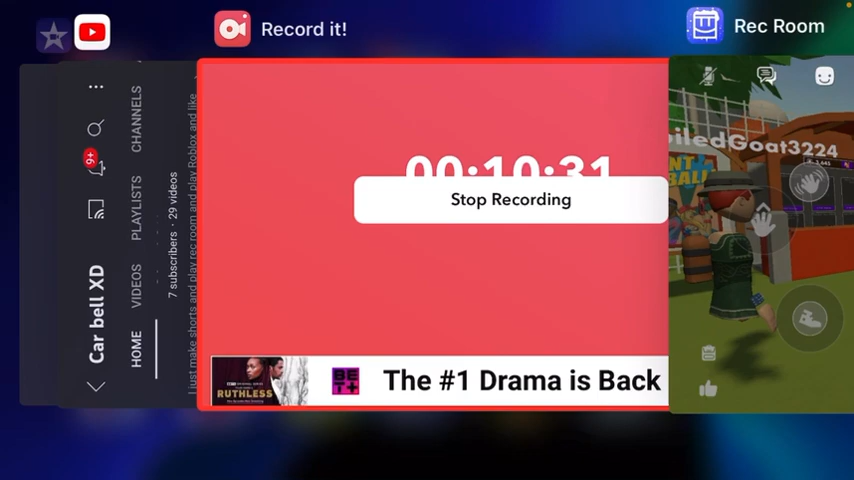 Record it!
Rec Room
CHANNELS
PLAYLISTS
VIDEOS
HOME
9+
Car bell XD
7 subscribers · 29 videos
I just make shorts and play rec room and play Roblox and like
00:10:31
Stop Recording
RUTHLESS
BET+
The #1 Drama is Back
iledGoat3224
NT
BALL